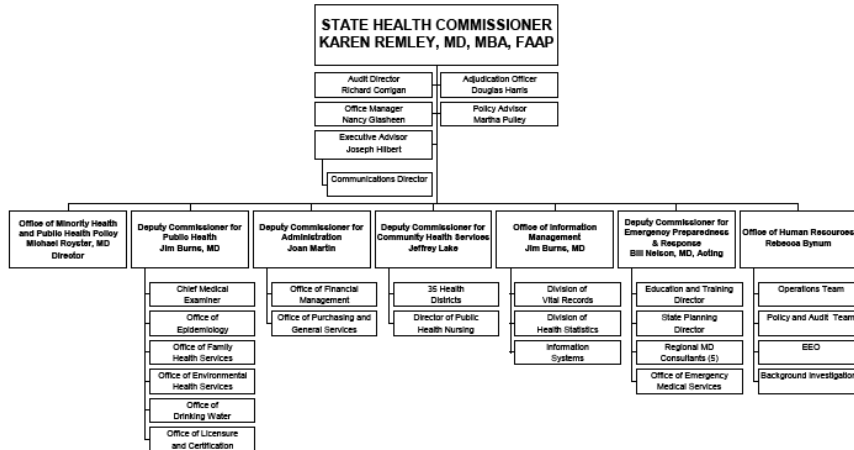 STATE HEALTH COMMISSIONER
KAREN REMLEY, MD, MBA, FAAP
Audit Director
Richard Corrigan
Adjudication Officer
Douglas Harris
Office Manager
Nancy Glasheen
Policy Advisor
Martha Pulley
Executive Advisor
Joseph Hilbert
Communications Director
Office of Minority Health
and Public Health Policy
Michael Royster, MD
Director
Deputy Commissioner for
Public Health
Jim Burns, MD
Deputy Commissioner for
Administration
Joan Martin
Deputy Commissioner for
Community Health Services
Jeffrey Lake
Office of Information
Management
Jim Burns, MD
Deputy Commissioner for
Emergency Preparedness
& Response
Bill Nelson, MD, Acting
Office of Human Resources
Rebecca Bynum
Chief Medical
Examiner
Office of
Epidemiology
Office of Family
Health Services
Office of Environmental
Health Services
Office of
Drinking Water
Office of Licensure
and Certification
Office of Financial
Management
Office of Purchasing and
General Services
35 Health
Districts
Director of Public
Health Nursing
Division of
Vital Records
Division of
Health Statistics
Information
Systems
Education and Training
Director
State Planning
Director
Regional MD
Consultants (5)
Office of Emergency
Medical Services
Operations Team
Policy and Audit Team
EEO
Background Investigation